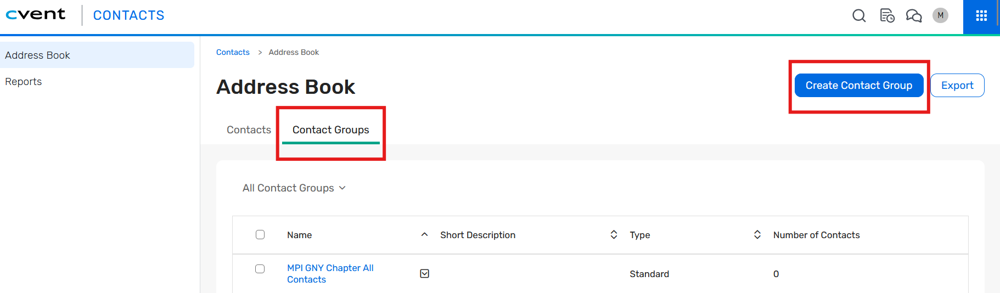 cvent CONTACTS
M
Address Book
Reports
Contacts > Address Book
Address Book
Create Contact Group
Export
Contacts
Contact Groups
All Contact Groups
Name
Short Description
Type
Number of Contacts
MPI GNY Chapter All
Contacts
Standard
0